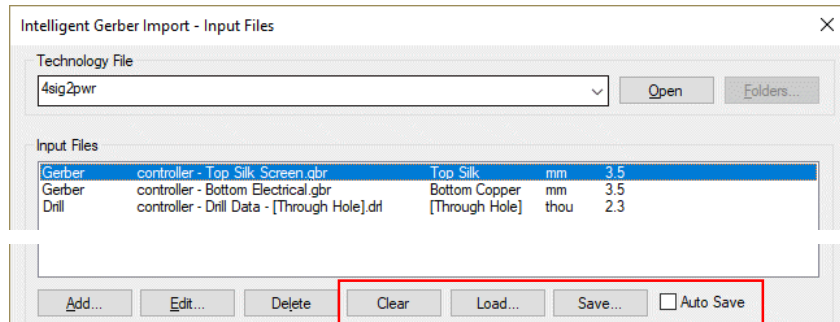 Intelligent Gerber Import - Input Files
Technology File
4sig2pwr
Open Folders...
Input Files
Gerber controller - Top Silk Screen.gbr Top Silk mm 3.5
Gerber controller - Bottom Electrical.gbr Bottom Copper mm 3.5
Drill controller - Drill Data - [Through Hole].drl [Through Hole] thou 2.3
Add... Edit... Delete Clear Load... Save... Auto Save